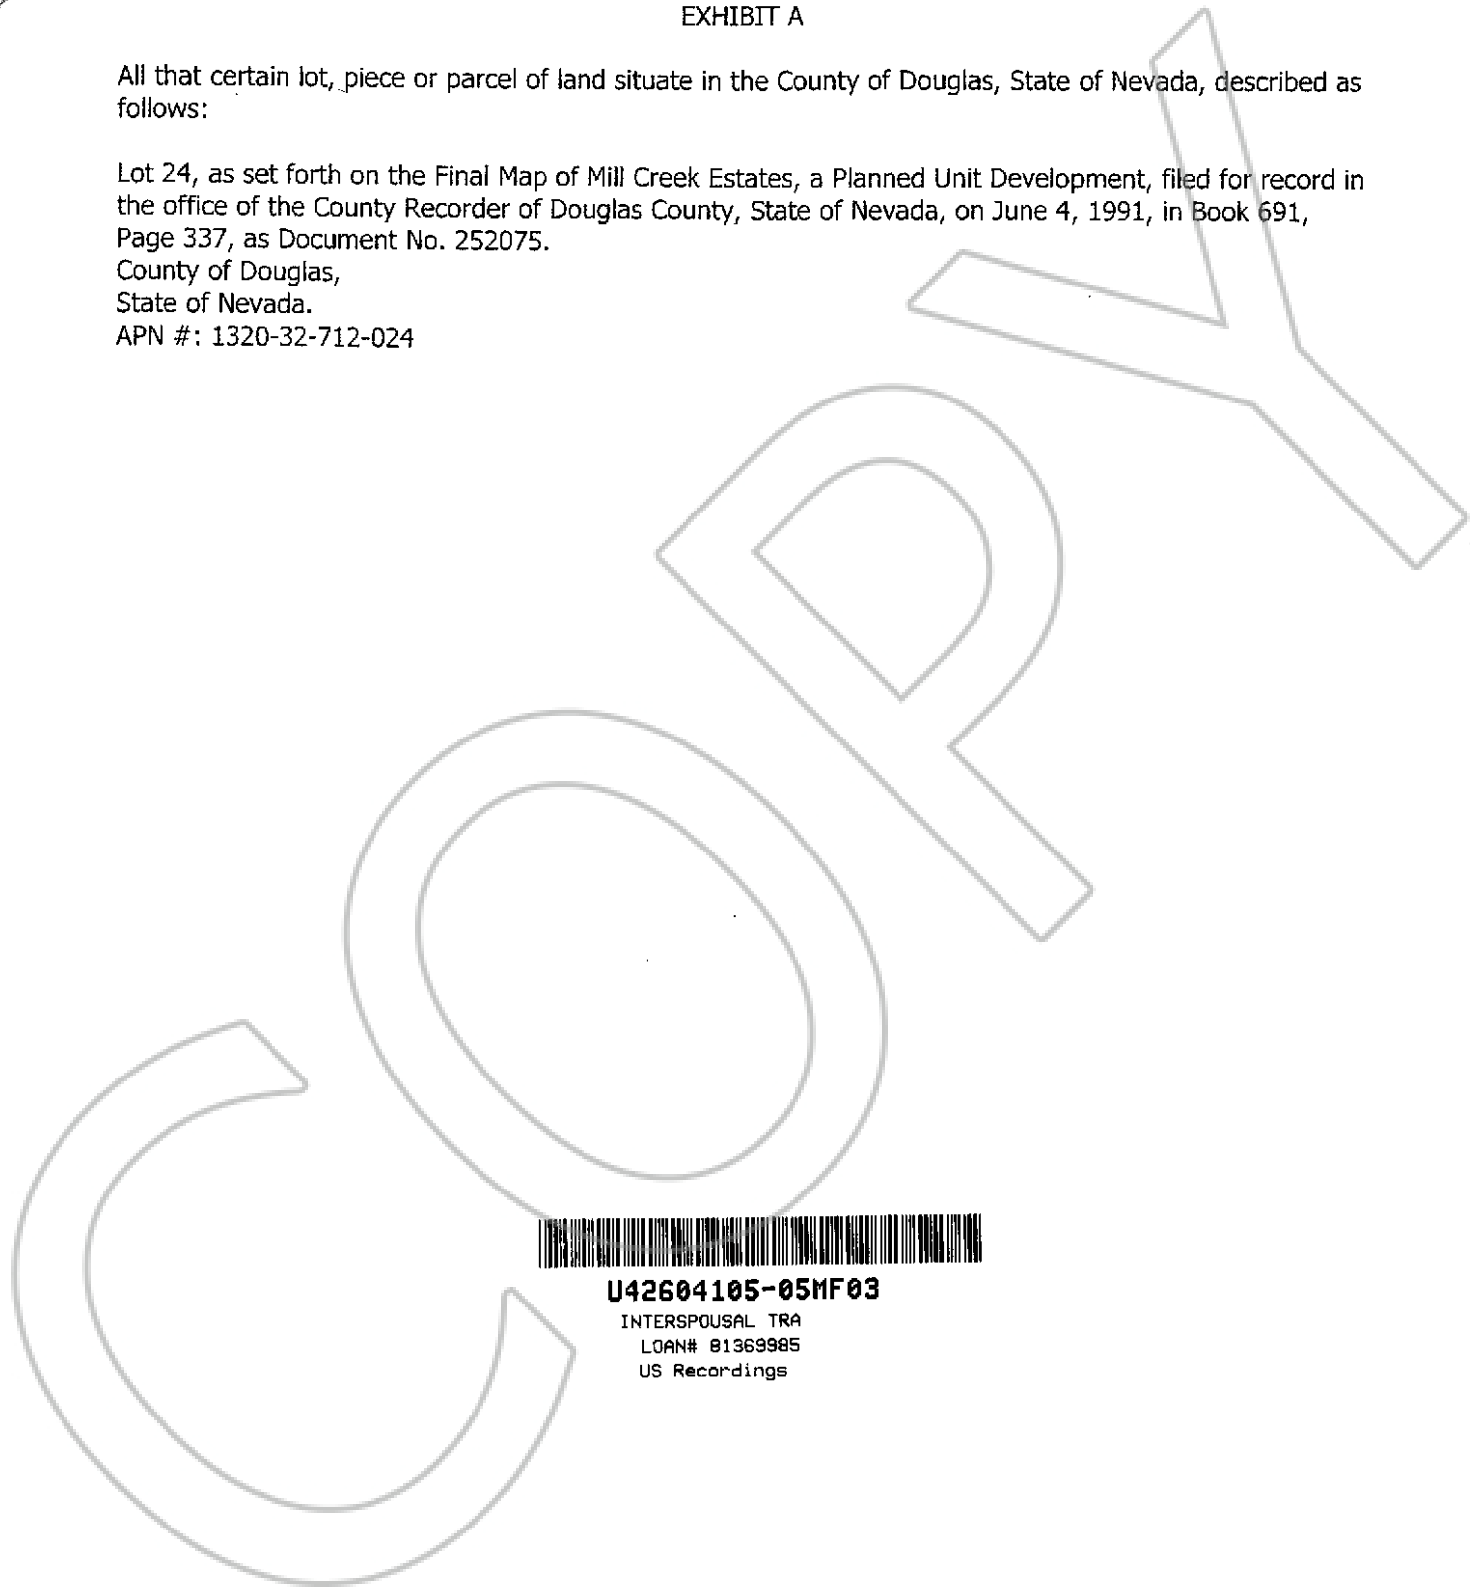 EXHIBIT A
All that certain lot, piece or parcel of land situate in the County of Douglas, State of Nevada, described as
follows:
Lot 24, as set forth on the Final Map of Mill Creek Estates, a Planned Unit Development, filed for record in
the office of the County Recorder of Douglas County, State of Nevada, on June 4, 1991, in Book 691,
Page 337, as Document No. 252075.
County of Douglas,
State of Nevada.
APN #: 1320-32-712-024
COPY
U42604105-05MF03
INTERSPOUSAL TRA
LOAN# 81369985
US Recordings